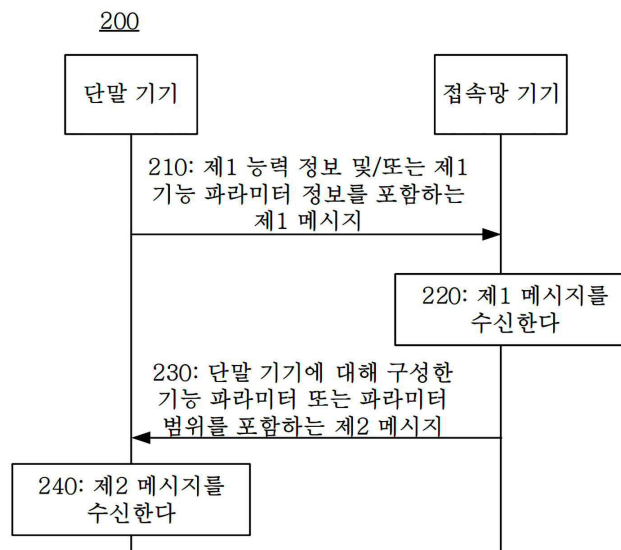 200
단말 기기
접속망 기기
210: 제1 능력 정보 및/또는 제1
기능 파라미터 정보를 포함하는
제1 메시지
220: 제1 메시지를
수신한다
230: 단말 기기에 대해 구성한
기능 파라미터 또는 파라미터
범위를 포함하는 제2 메시지
240: 제2 메시지를
수신한다